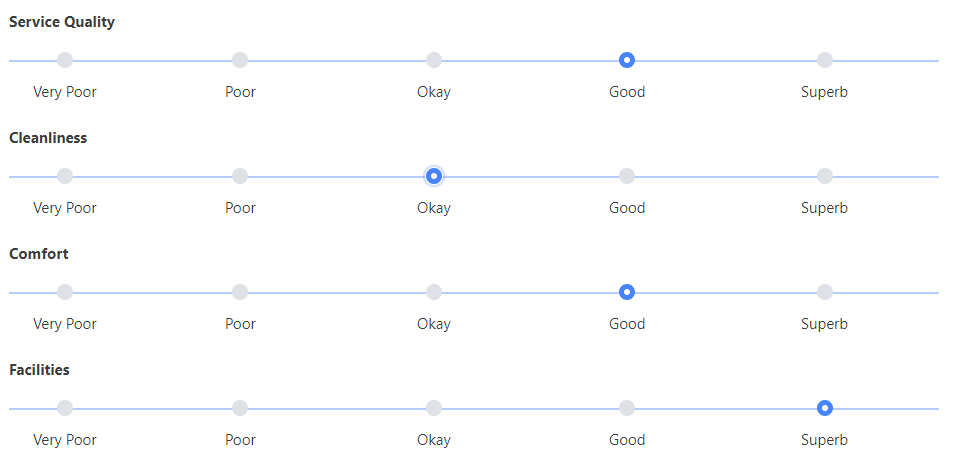 Service Quality
Very Poor Poor Okay Good Superb
Cleanliness
Very Poor Poor Okay Good Superb
Comfort
Very Poor Poor Okay Good Superb
Facilities
Very Poor Poor Okay Good Superb